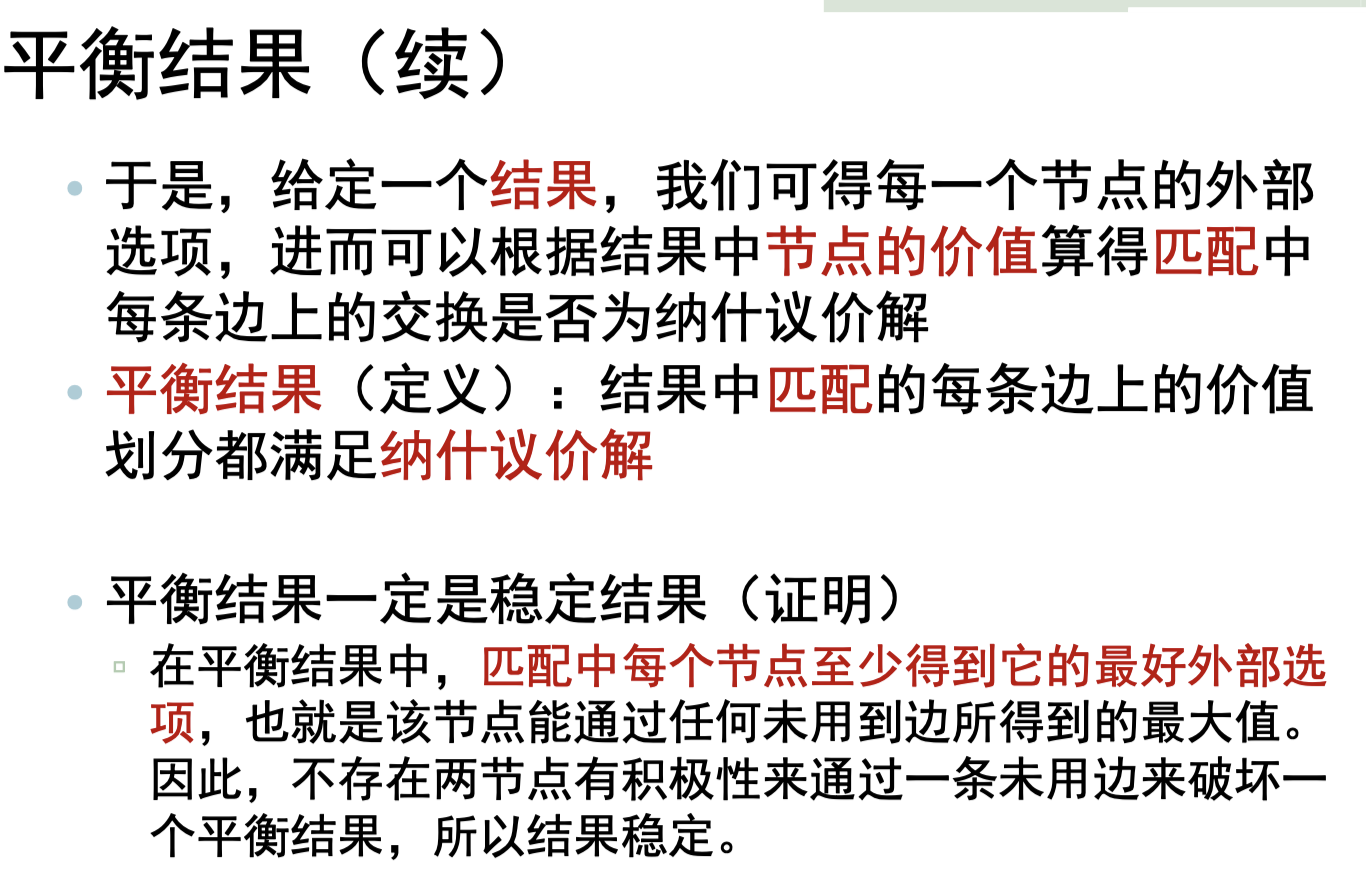 平衡结果（续）
于是，给定一个结果，我们可得每一个节点的外部
选项，进而可以根据结果中节点的价值算得匹配中
每条边上的交换是否为纳什议价解
平衡结果（定义）：结果中匹配的每条边上的价值
划分都满足纳什议价解
平衡结果一定是稳定结果（证明）
在平衡结果中，匹配中每个节点至少得到它的最好外部选
项，也就是该节点能通过任何未用到边所得到的最大值。
因此，不存在两节点有积极性来通过一条未用边来破坏一
个平衡结果，所以结果稳定。